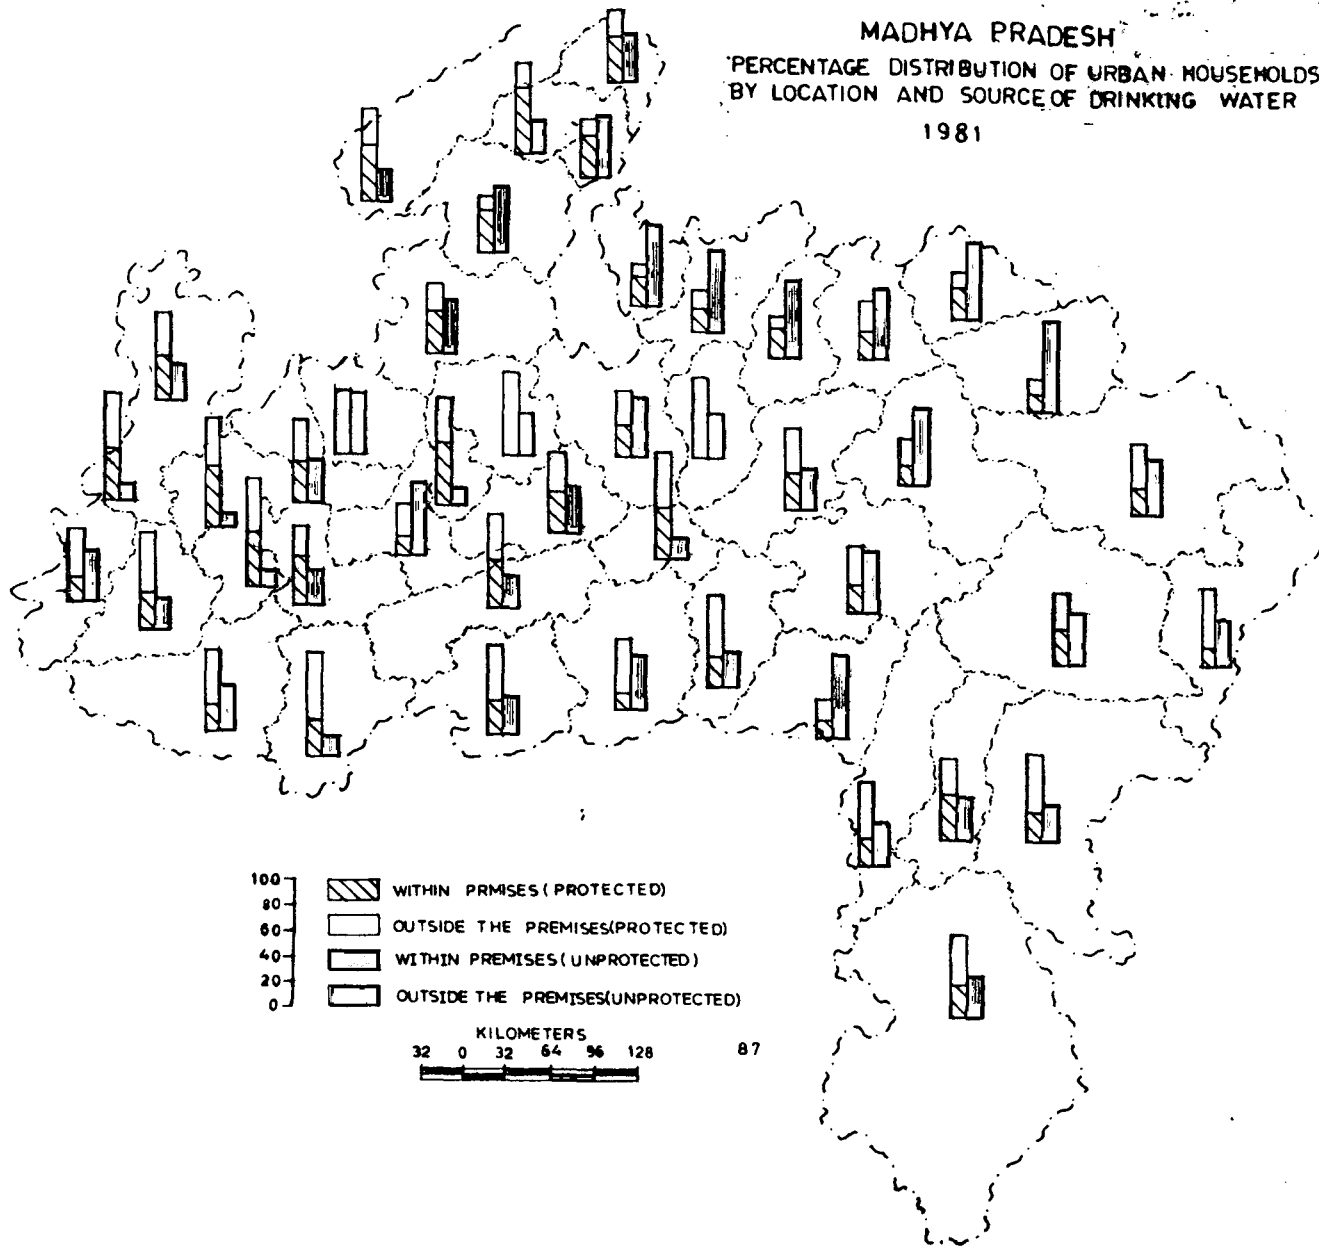 MADHYA PRADESH
PERCENTAGE DISTRIBUTION OF URBAN HOUSEHOLDS
BY LOCATION AND SOURCE OF DRINKING WATER
1981
100
80
60
40
20
0
WITHIN PRMISES (PROTECTED)
OUTSIDE THE PREMISES(PROTECTED)
WITHIN PREMISES (UNPROTECTED)
OUTSIDE THE PREMISES(UNPROTECTED)
KILOMETERS
32 0 32 64 96 128
87